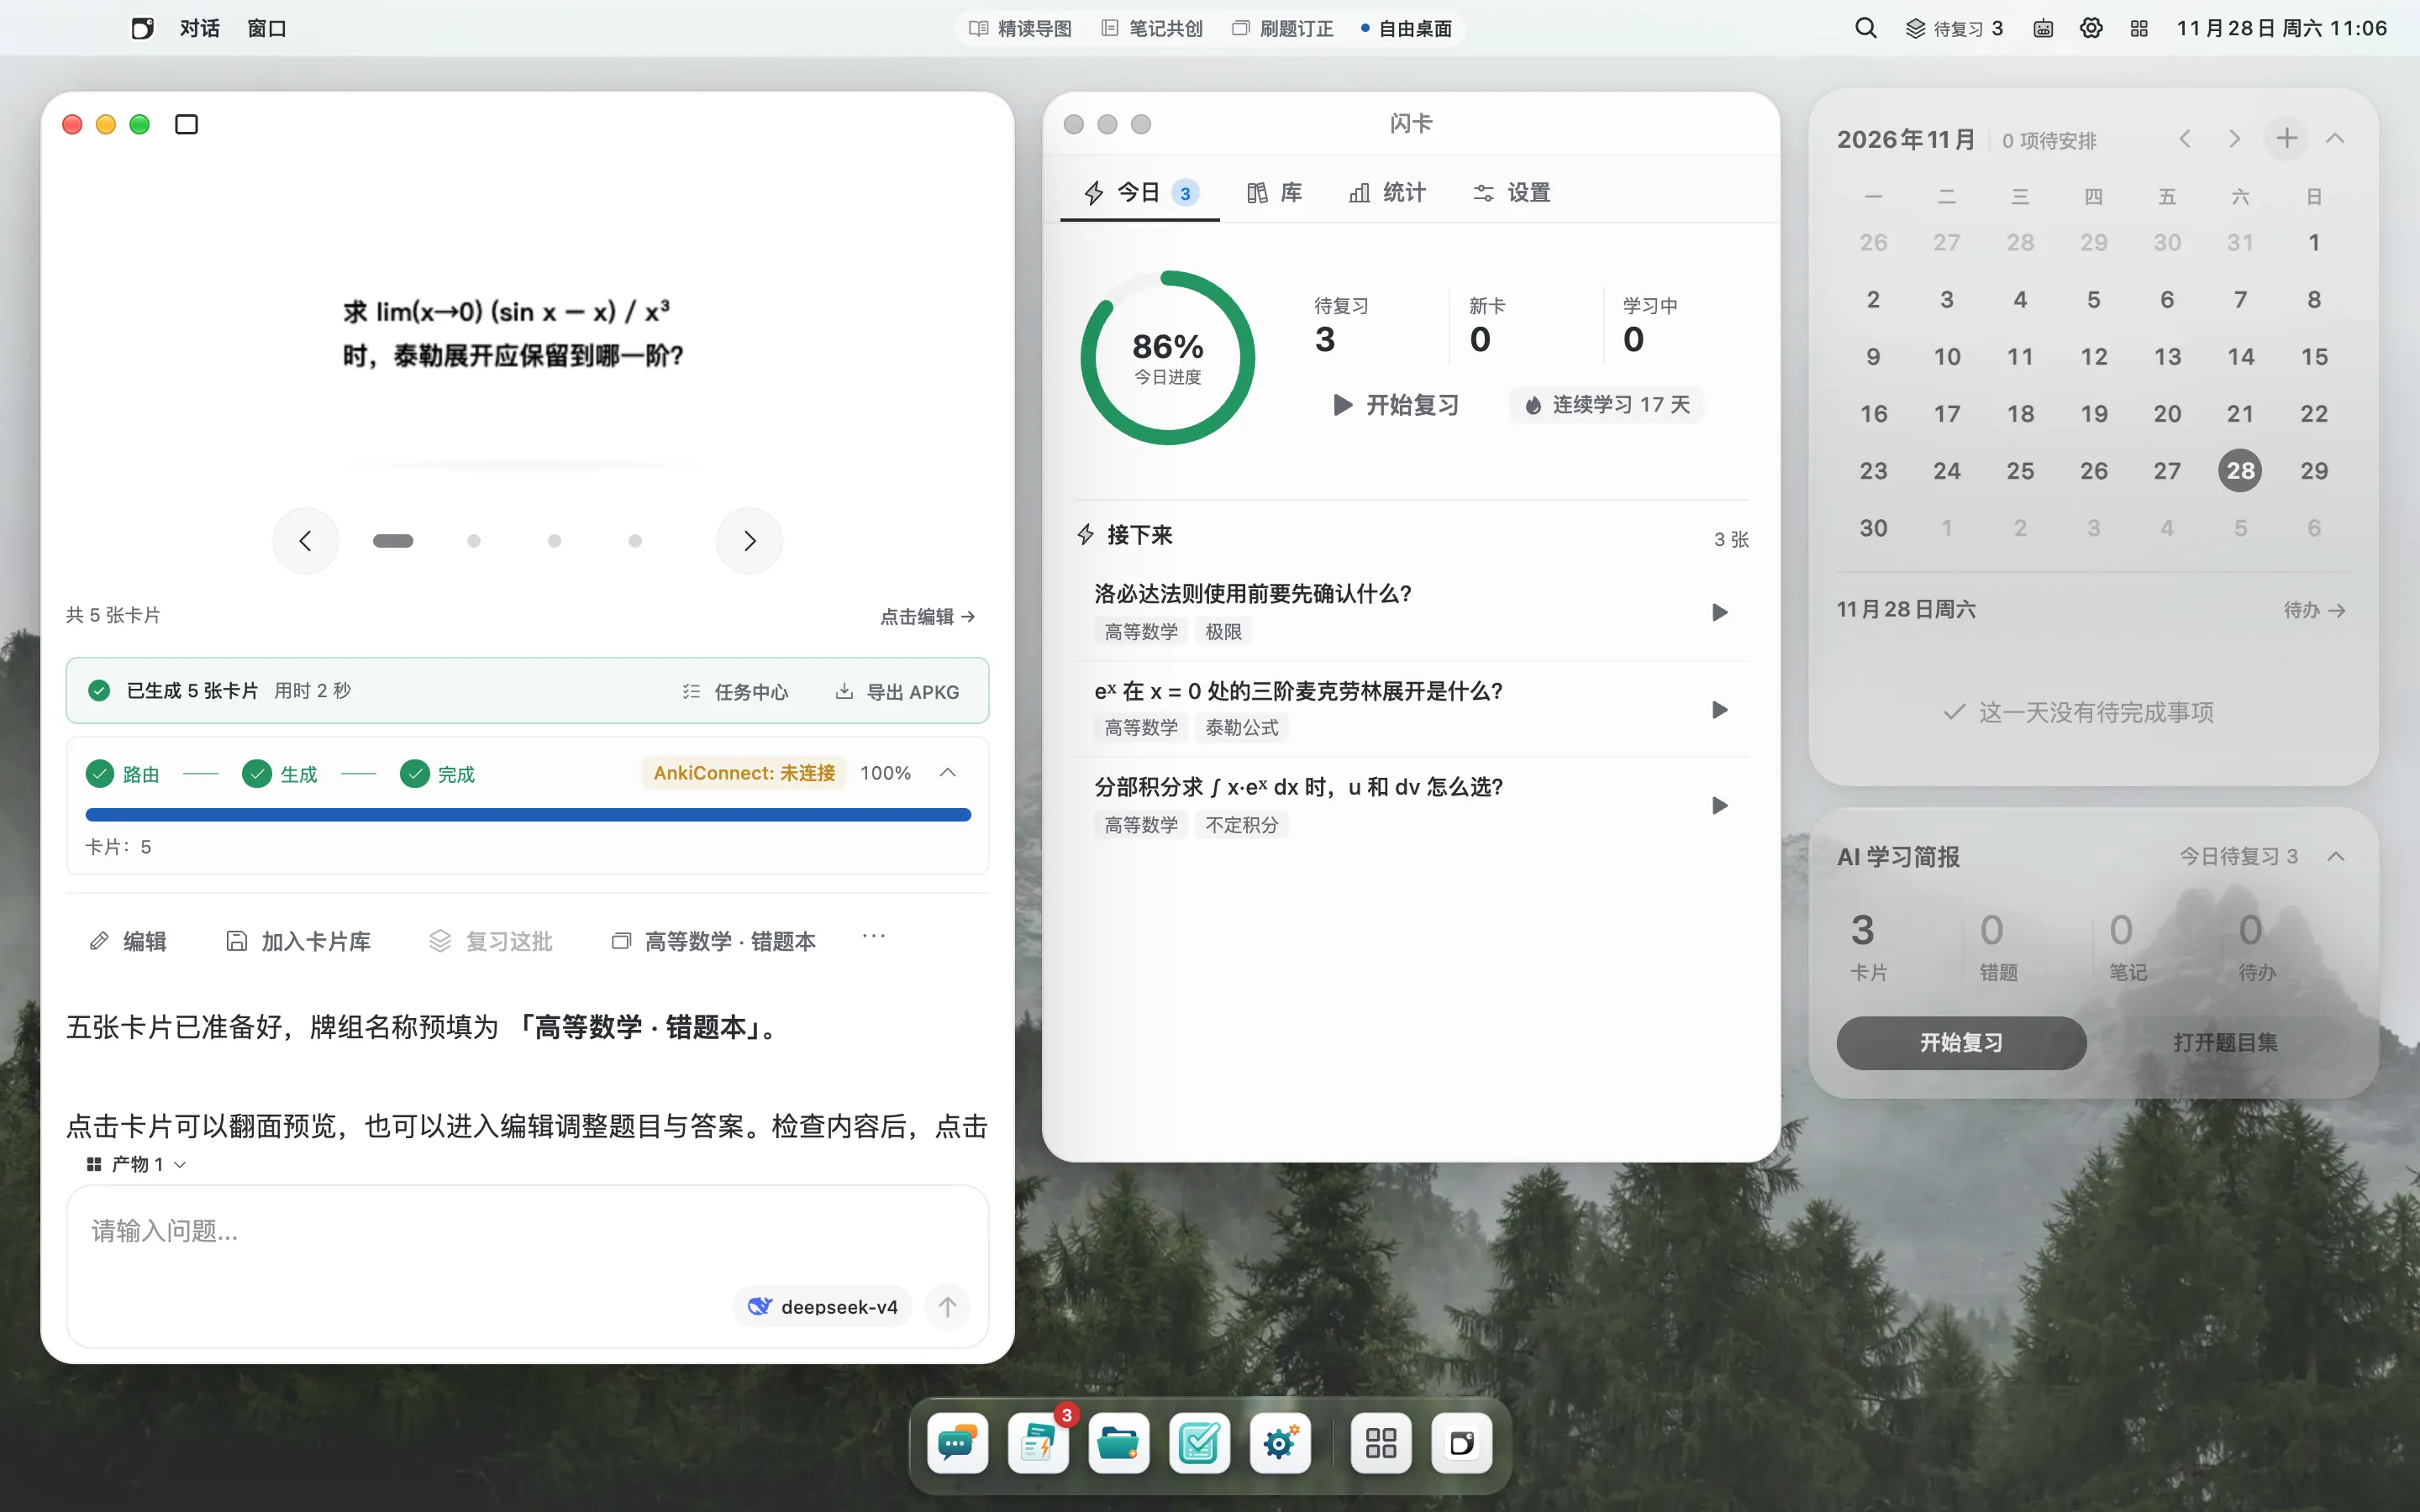 对话 窗口 精读导图 笔记共创 刷题订正 自由桌面 待复习 3 11月28日 周六 11:06
求 lim(x→0) (sin x − x) / x³
时，泰勒展开应保留到哪一阶？
共 5 张卡片 点击编辑 →
已生成 5 张卡片 用时 2 秒 任务中心 导出 APKG
路由 生成 完成 AnkiConnect: 未连接 100%
卡片：5
编辑 加入卡片库 复习这批 高等数学 · 错题本 ···
五张卡片已准备好，牌组名称预填为 「高等数学 · 错题本」。
点击卡片可以翻面预览，也可以进入编辑调整题目与答案。检查内容后，点击
产物 1
请输入问题...
deepseek-v4
闪卡
今日 3 库 统计 设置
86%
今日进度
待复习 新卡 学习中
3 0 0
开始复习 连续学习 17 天
接下来 3 张
洛必达法则使用前要先确认什么？
高等数学 极限
eˣ 在 x = 0 处的三阶麦克劳林展开是什么？
高等数学 泰勒公式
分部积分求 ∫ x·eˣ dx 时，u 和 dv 怎么选？
高等数学 不定积分
2026年11月 0 项待安排
一 二 三 四 五 六 日
26 27 28 29 30 31 1
2 3 4 5 6 7 8
9 10 11 12 13 14 15
16 17 18 19 20 21 22
23 24 25 26 27 28 29
30 1 2 3 4 5 6
11月28日周六 待办 →
这一天没有待完成事项
AI 学习简报 今日待复习 3
3 0 0 0
卡片 错题 笔记 待办
开始复习 打开题目集
3